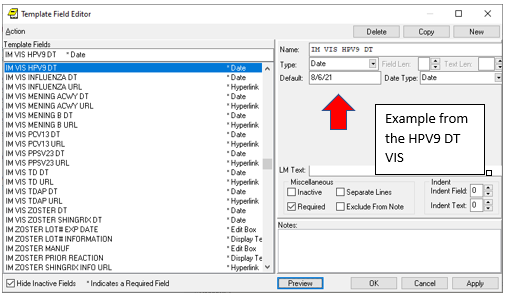 Template Field Editor
Action
Delete Copy New
Template Fields
IM VIS HPV9 DT * Date
IM VIS HPV9 DT * Date
IM VIS INFLUENZA DT * Date
IM VIS INFLUENZA URL * Hyperlink
IM VIS MENING ACWY DT * Date
IM VIS MENING ACWY URL * Hyperlink
IM VIS MENING B DT * Date
IM VIS MENING B URL * Hyperlink
IM VIS PCV13 DT * Date
IM VIS PCV13 URL * Hyperlink
IM VIS PPSV23 DT * Date
IM VIS PPSV23 URL * Hyperlink
IM VIS TD DT * Date
IM VIS TD URL * Hyperlink
IM VIS TDAP DT * Date
IM VIS TDAP URL * Hyperlink
IM VIS ZOSTER DT * Date
IM VIS ZOSTER SHINGRIX DT * Date
IM ZOSTER LOT# EXP DATE * Edit Box
IM ZOSTER LOT# INFORMATION * Display Te
IM ZOSTER MANUF * Edit Box
IM ZOSTER PRIOR REACTION * Display Te
IM ZOSTER SHINGRIX INFO URL * Hyperlink
Hide Inactive Fields * Indicates a Required Field
Name: IM VIS HPV9 DT
Type: Date Field Len: Text Len:
Default: 8/6/21 Date Type: Date
Example from
the HPV9 DT
VIS
LM Text:
Miscellaneous
Inactive Separate Lines
Required Exclude From Note
Indent
Indent Field: 0
Indent Text: 0
Notes:
Preview OK Cancel Apply